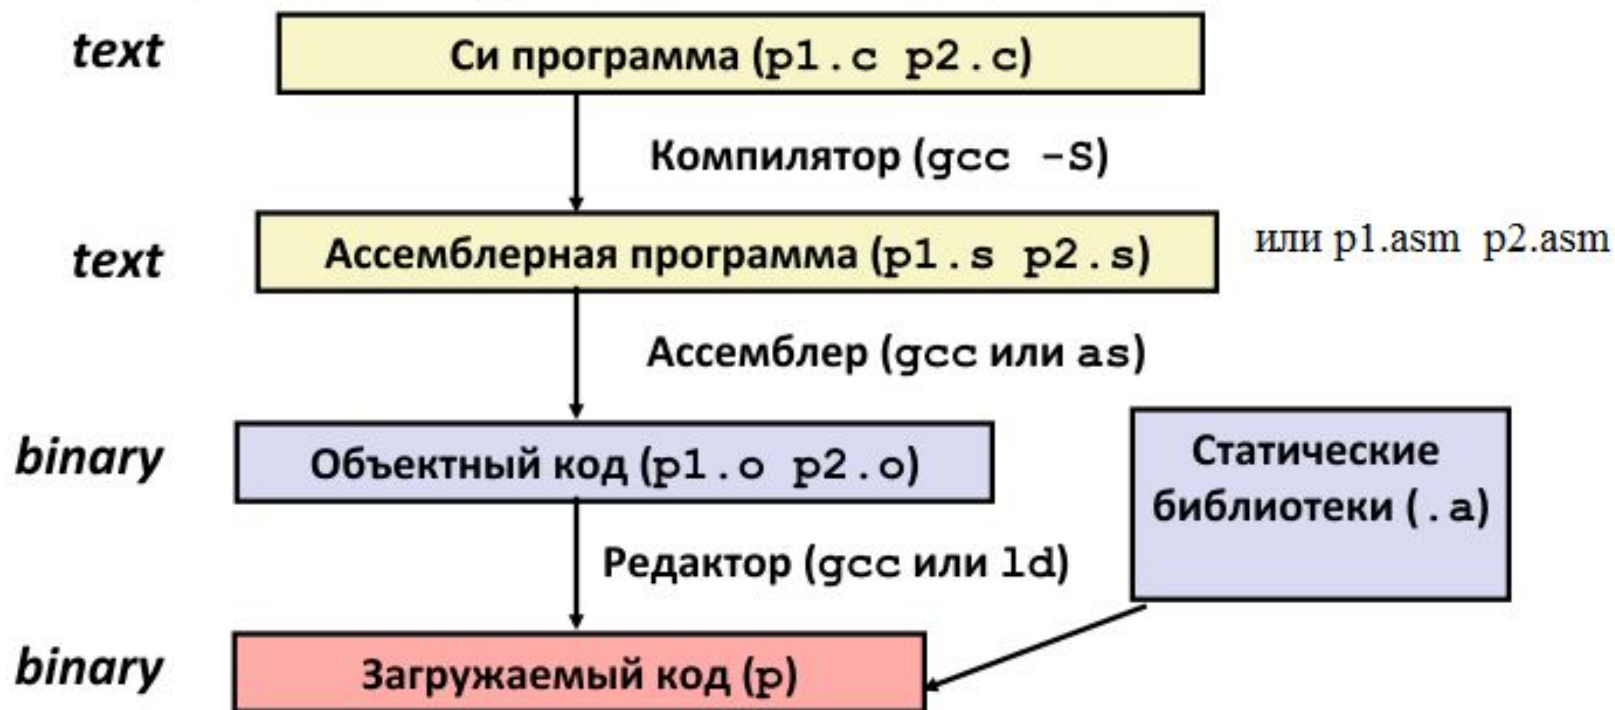 text
Си программа (p1.c p2.c)
Компилятор (gcc -S)
text
Ассемблерная программа (p1.s p2.s)
или p1.asm p2.asm
Ассемблер (gcc или as)
binary
Объектный код (p1.o p2.o)
Статические
библиотеки (.a)
Редактор (gcc или ld)
binary
Загружаемый код (p)